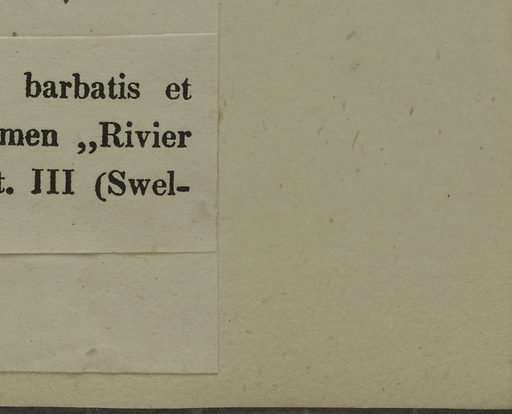 barbatis et
men „Rivier
t. III (Swel-